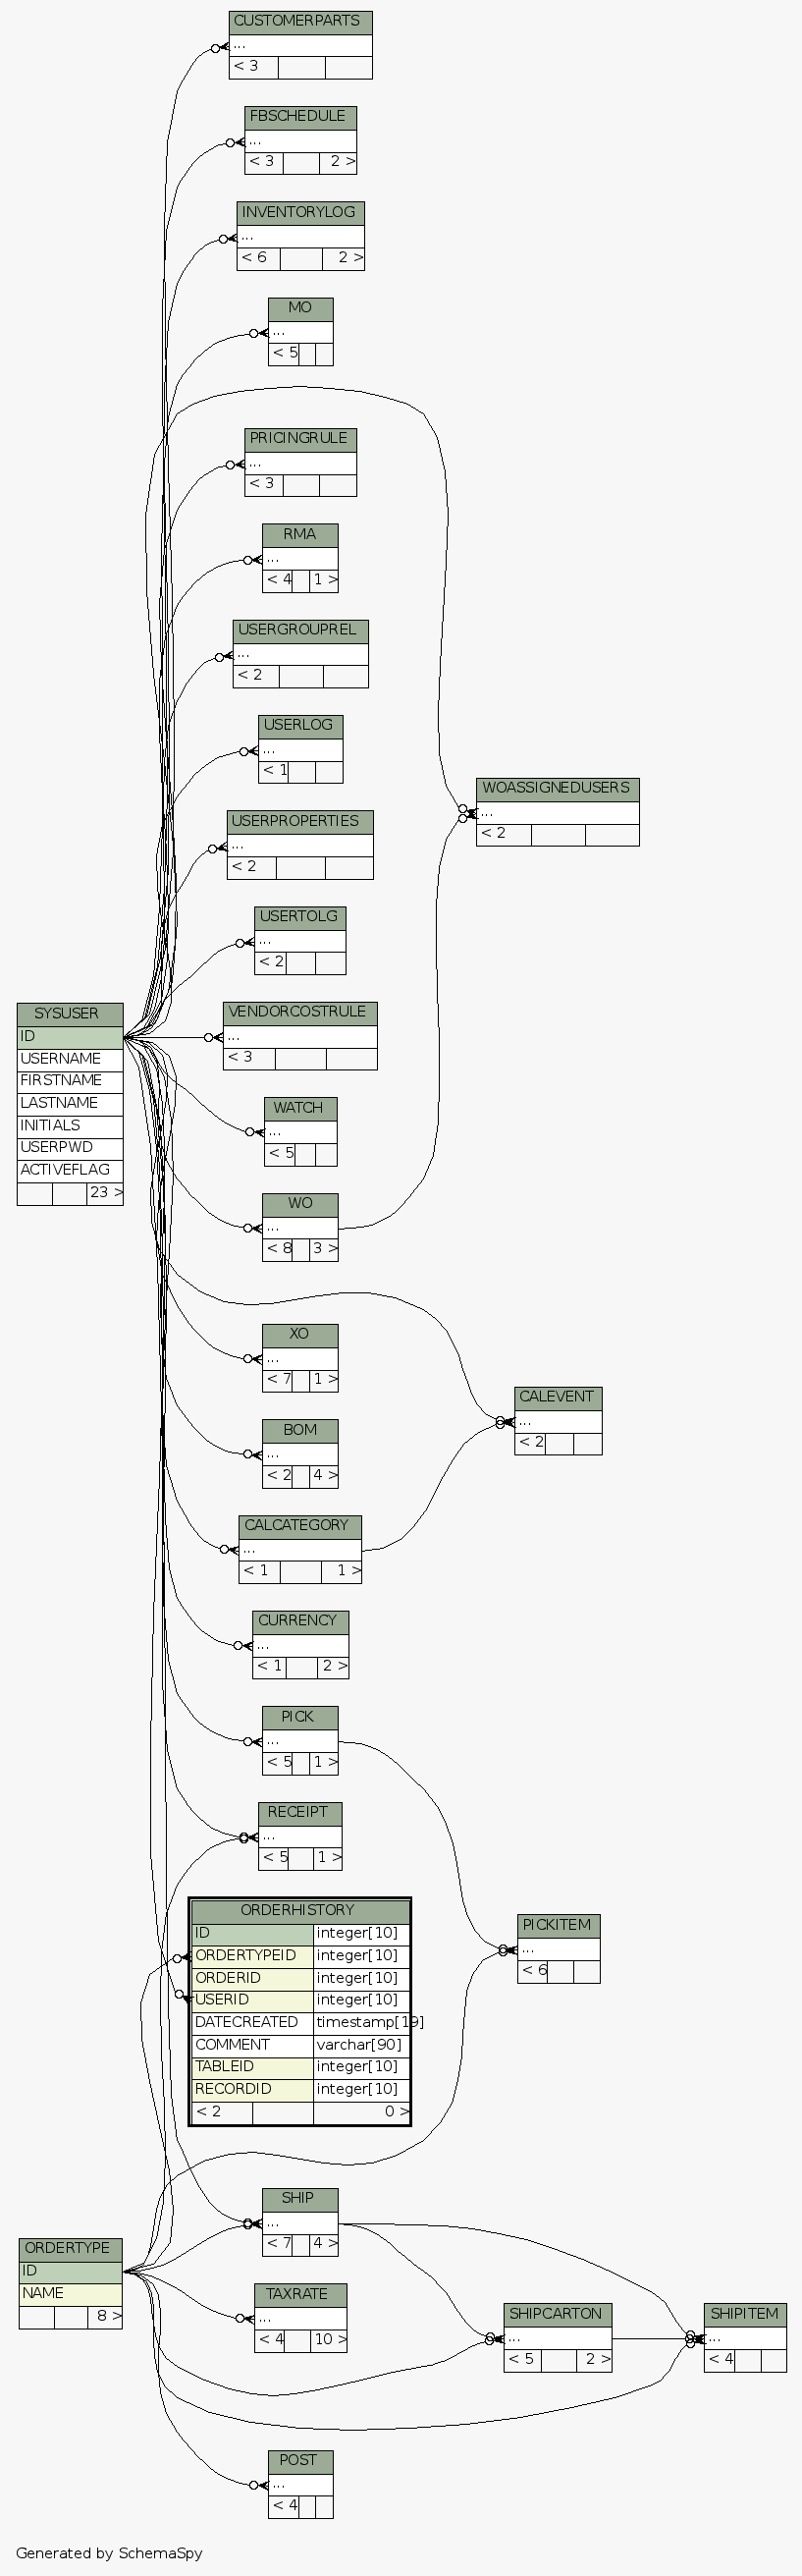 CUSTOMERPARTS
...
< 3
FBSCHEDULE
...
< 3 2 >
INVENTORYLOG
...
< 6 2 >
MO
...
< 5
PRICINGRULE
...
< 3
RMA
...
< 4 1 >
USERGROUPREL
...
< 2
USERLOG
...
< 1
WOASSIGNEDUSERS
...
< 2
USERPROPERTIES
...
< 2
USERTOLG
...
< 2
SYSUSER
ID
USERNAME
FIRSTNAME
LASTNAME
INITIALS
USERPWD
ACTIVEFLAG
23 >
VENDORCOSTRULE
...
< 3
WATCH
...
< 5
WO
...
< 8 3 >
XO
...
< 7 1 >
CALEVENT
...
< 2
BOM
...
< 2 4 >
CALCATEGORY
...
< 1 1 >
CURRENCY
...
< 1 2 >
PICK
...
< 5 1 >
RECEIPT
...
< 5 1 >
ORDERHISTORY
ID integer[10]
ORDERTYPEID integer[10]
ORDERID integer[10]
USERID integer[10]
DATECREATED timestamp[19]
COMMENT varchar[90]
TABLEID integer[10]
RECORDID integer[10]
< 2 0 >
PICKITEM
...
< 6
SHIP
...
< 7 4 >
ORDERTYPE
ID
NAME
8 >
TAXRATE
...
< 4 10 >
SHIPCARTON
...
< 5 2 >
SHIPITEM
...
< 4
POST
...
< 4
Generated by SchemaSpy